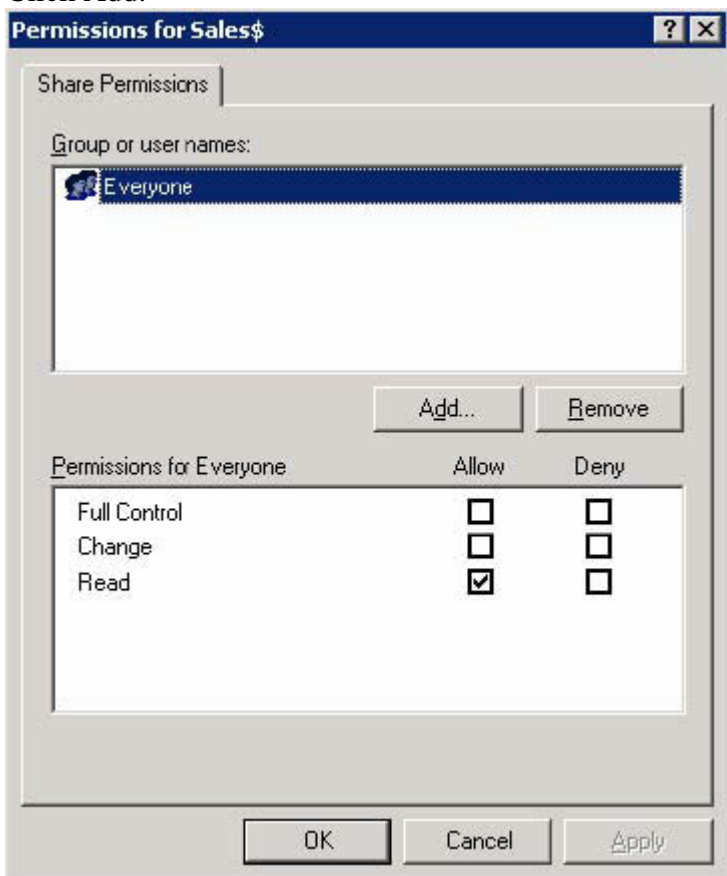 Permissions for Sales$
Share Permissions
Group or user names:
Everyone
Add... Remove
Permissions for Everyone Allow Deny
Full Control
Change
Read
OK Cancel Apply